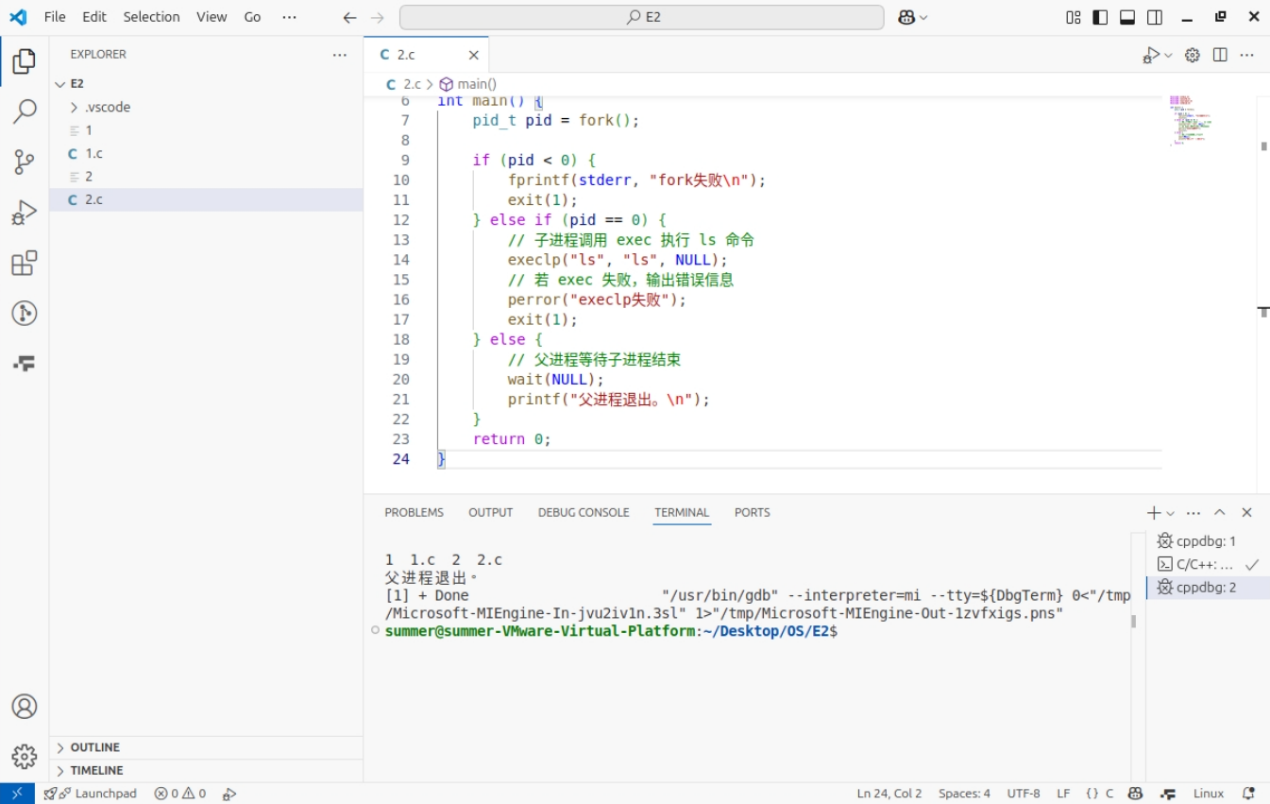 File Edit Selection View Go ··· E2
EXPLORER ···
E2
.vscode
1
C 1.c
2
C 2.c
OUTLINE
TIMELINE
C 2.c
C 2.c > main()
6 int main() {
7 pid_t pid = fork();
8
9 if (pid < 0) {
10 fprintf(stderr, "fork失败\n");
11 exit(1);
12 } else if (pid == 0) {
13 // 子进程调用 exec 执行 ls 命令
14 execlp("ls", "ls", NULL);
15 // 若 exec 失败，输出错误信息
16 perror("execlp失败");
17 exit(1);
18 } else {
19 // 父进程等待子进程结束
20 wait(NULL);
21 printf("父进程退出。\n");
22 }
23 return 0;
24 }
PROBLEMS OUTPUT DEBUG CONSOLE TERMINAL PORTS
1 1.c 2 2.c
父进程退出。
[1] + Done "/usr/bin/gdb" --interpreter=mi --tty=${DbgTerm} 0<"/tmp
/Microsoft-MIEngine-In-jvu2iv1n.3sl" 1>"/tmp/Microsoft-MIEngine-Out-1zvfxigs.pns"
summer@summer-VMware-Virtual-Platform:~/Desktop/OS/E2$
cppdbg: 1
C/C++: ...
cppdbg: 2
Launchpad 0 0 Ln 24, Col 2 Spaces: 4 UTF-8 LF {} C Linux